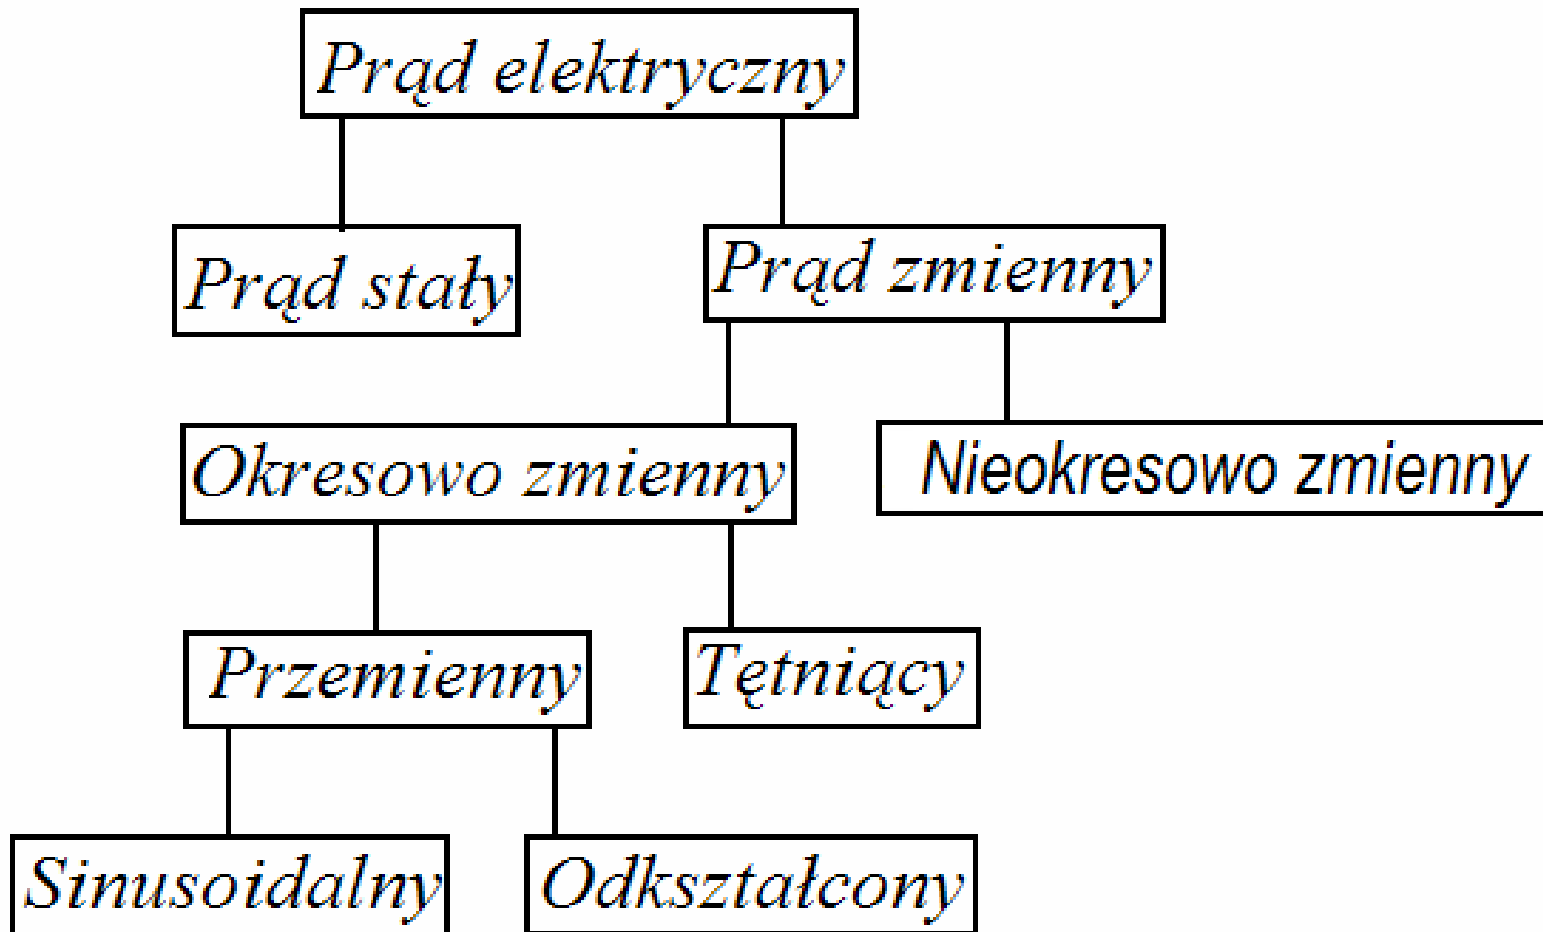 Prąd elektryczny
Prąd stały
Prąd zmienny
Okresowo zmienny
Nieokresowo zmienny
Przemienny
Tętniący
Sinusoidalny
Odkształcony